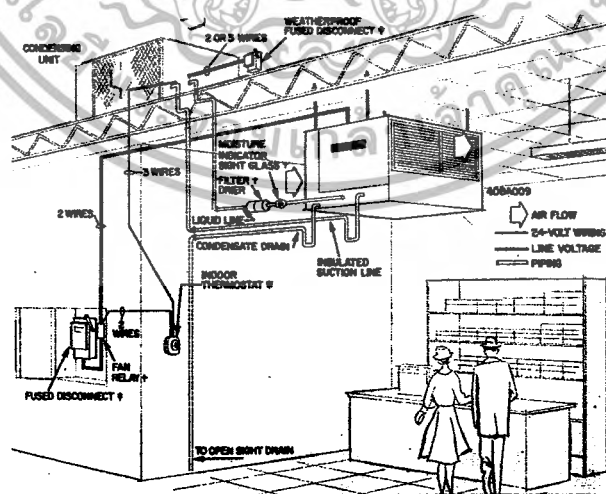 2 OR 3 WIRES
WEATHERPROOF
FUSED DISCONNECT
CONDENSING
UNIT
MOISTURE
INDICATOR
SIGHT GLASS
FILTER
DRIER
3 WIRES
2 WIRES
LIQUID LINE
CONDENSATE DRAIN
INSULATED
SUCTION LINE
INDOOR
THERMOSTAT
WIRES
FAN
RELAY
FUSED DISCONNECT
TO OPEN SIGHT DRAIN
AIR FLOW
24-VOLT WIRING
LINE VOLTAGE
PIPING